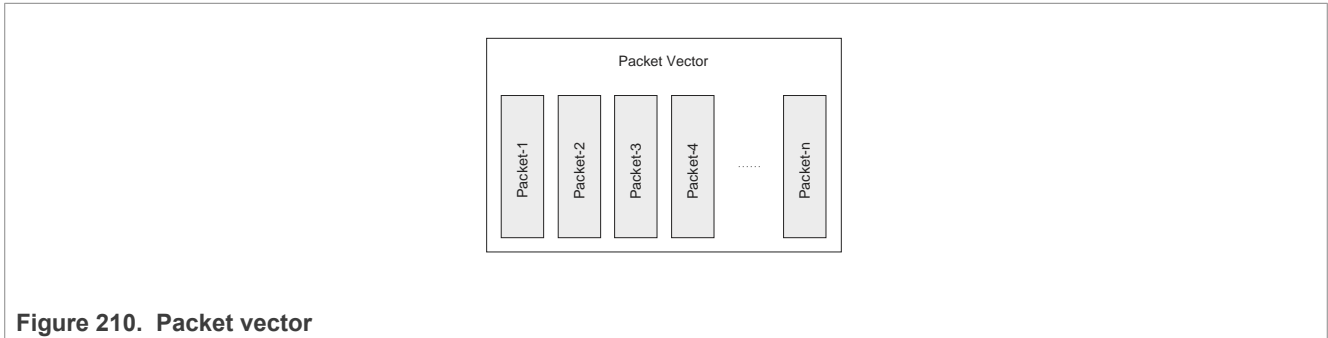 Packet Vector
Packet-1
Packet-2
Packet-3
Packet-4
......
Packet-n
Figure 210. Packet vector